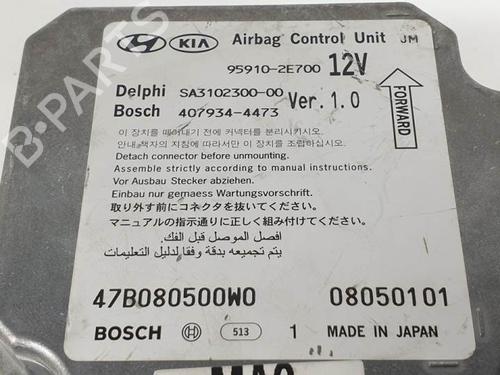 HYUNDAI KIA Airbag Control Unit JM
95910-2E700 12V
Delphi SA3102300-00 Ver. 1.0
Bosch 407934-4473
FORWARD
이 장치를 떼어내기 전에 커넥터를 분리시키시오.
안내 책자의 지침에 따라서만 이 장치를 조립하십시오.
Detach connector before unmounting.
Assemble strictly according to manual instructions.
Vor Ausbau Stecker abziehen.
Einbau nur gemaess Wartungsvorschrift.
取り外す前にコネクタを抜いてください。
マニュアルの指示通りに正しく組み付けてください。
افصل الموصل قبل الفك.
يتم تجميعه بدقة وفقا لدليل التعليمات
47B080500W0 08050101
BOSCH 513 1 MADE IN JAPAN